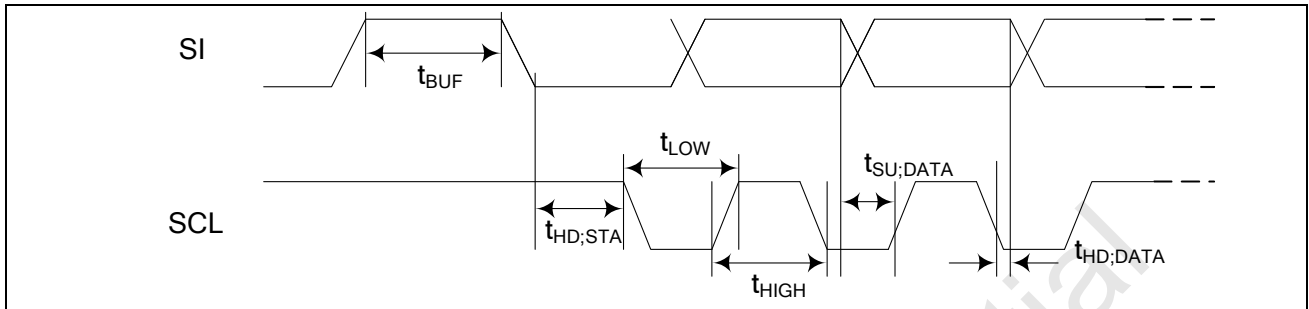 SI
tBUF
tLOW
tSU;DATA
SCL
tHD;STA
tHD;DATA
tHIGH